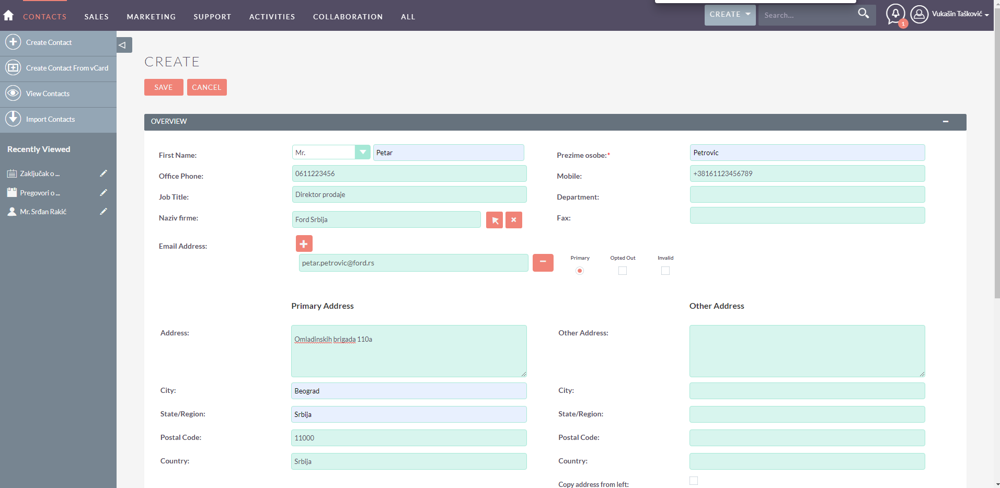 CONTACTS SALES MARKETING SUPPORT ACTIVITIES COLLABORATION ALL CREATE Search... 1 Vukašin Tašković
Create Contact
Create Contact From vCard
View Contacts
Import Contacts
Recently Viewed
Zaključak o ...
Pregovori o ...
Mr. Srđan Rakić
CREATE
SAVE CANCEL
OVERVIEW
First Name: Mr. Petar Prezime osobe:* Petrovic
Office Phone: 0611223456 Mobile: +38161123456789
Job Title: Direktor prodaje Department:
Naziv firme: Ford Srbija Fax:
Email Address:
petar.petrovic@ford.rs Primary Opted Out Invalid
Primary Address Other Address
Address: Omladinskih brigada 110a Other Address:
City: Beograd City:
State/Region: Srbija State/Region:
Postal Code: 11000 Postal Code:
Country: Srbija Country:
Copy address from left: